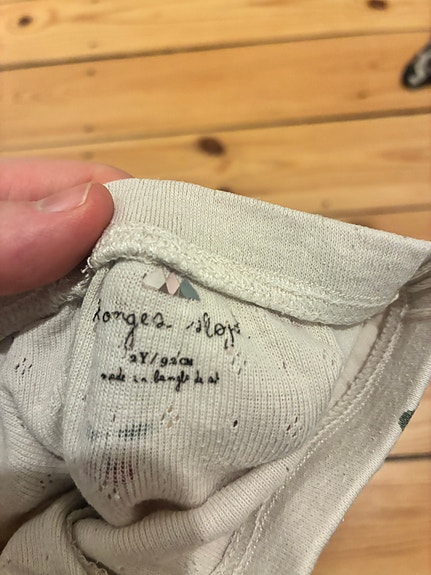 Konges sløjd
2Y/92cm
made in bangladesh